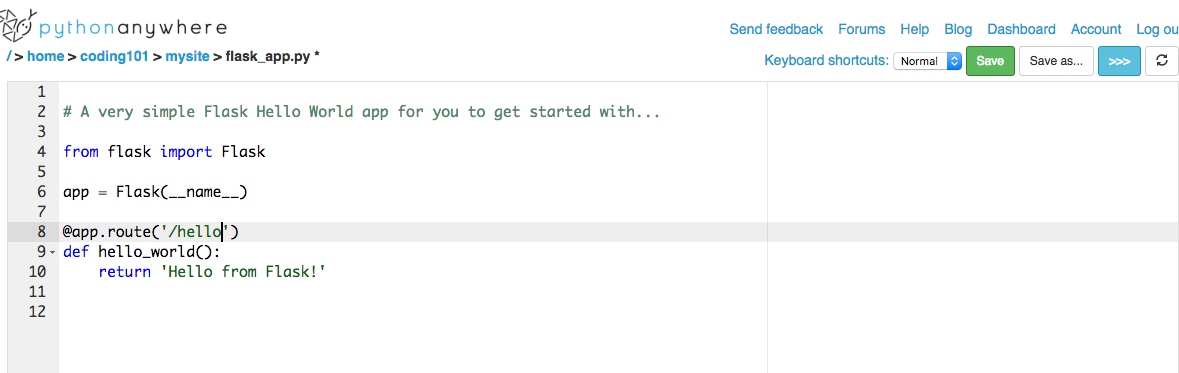 pythonanywhere
Send feedback Forums Help Blog Dashboard Account Log ou
/ > home > coding101 > mysite > flask_app.py *
Keyboard shortcuts: Normal Save Save as... >>>
1
2 # A very simple Flask Hello World app for you to get started with...
3
4 from flask import Flask
5
6 app = Flask(__name__)
7
8 @app.route('/hello')
9 def hello_world():
10 return 'Hello from Flask!'
11
12